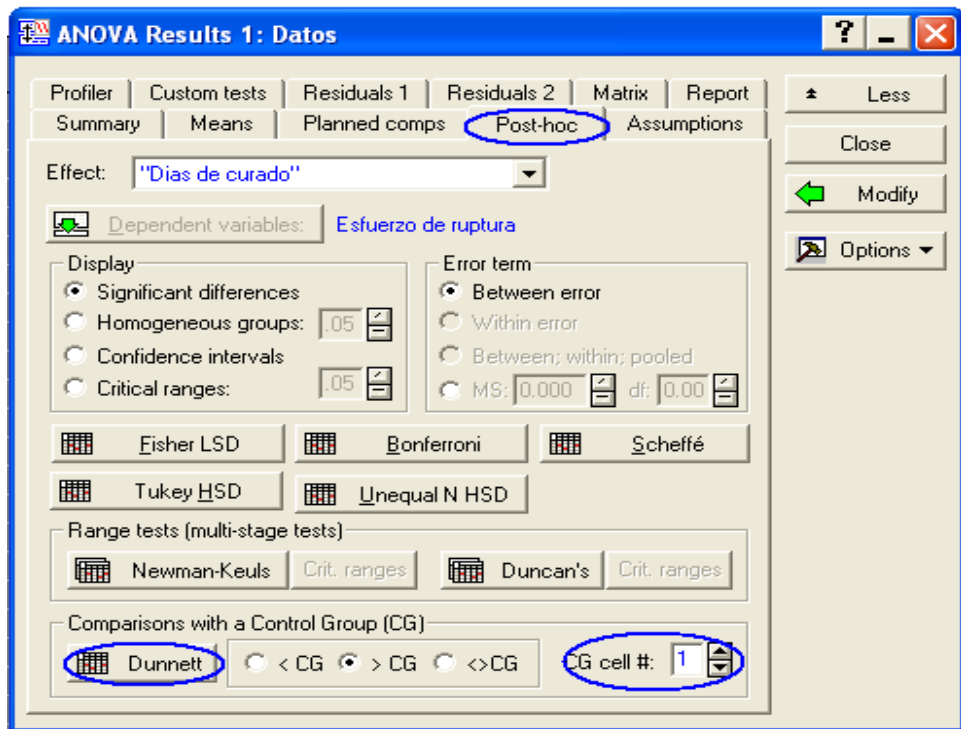 ANOVA Results 1: Datos
Profiler Custom tests Residuals 1 Residuals 2 Matrix Report
Summary Means Planned comps Post-hoc Assumptions
Less
Close
Modify
Options
Effect: "Dias de curado"
Dependent variables: Esfuerzo de ruptura
Display
Significant differences
Homogeneous groups: .05
Confidence intervals
Critical ranges: .05
Error term
Between error
Within error
Between; within; pooled
MS: 0.000 df: 0.00
Fisher LSD Bonferroni Scheffé
Tukey HSD Unequal N HSD
Range tests (multi-stage tests)
Newman-Keuls Crit. ranges Duncan's Crit. ranges
Comparisons with a Control Group (CG)
Dunnett < CG > CG <>CG CG cell #: 1